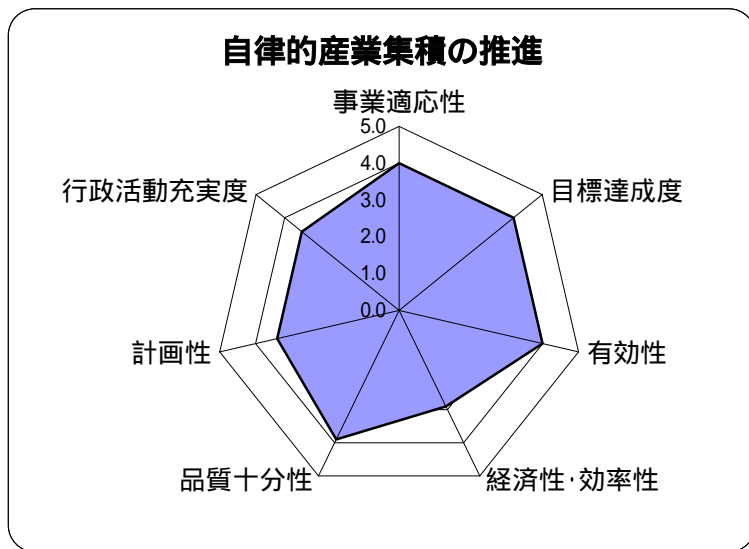 自律的産業集積の推進
事業適応性
5.0
4.0
3.0
2.0
1.0
0.0
目標達成度
有効性
経済性・効率性
品質十分性
計画性
行政活動充実度